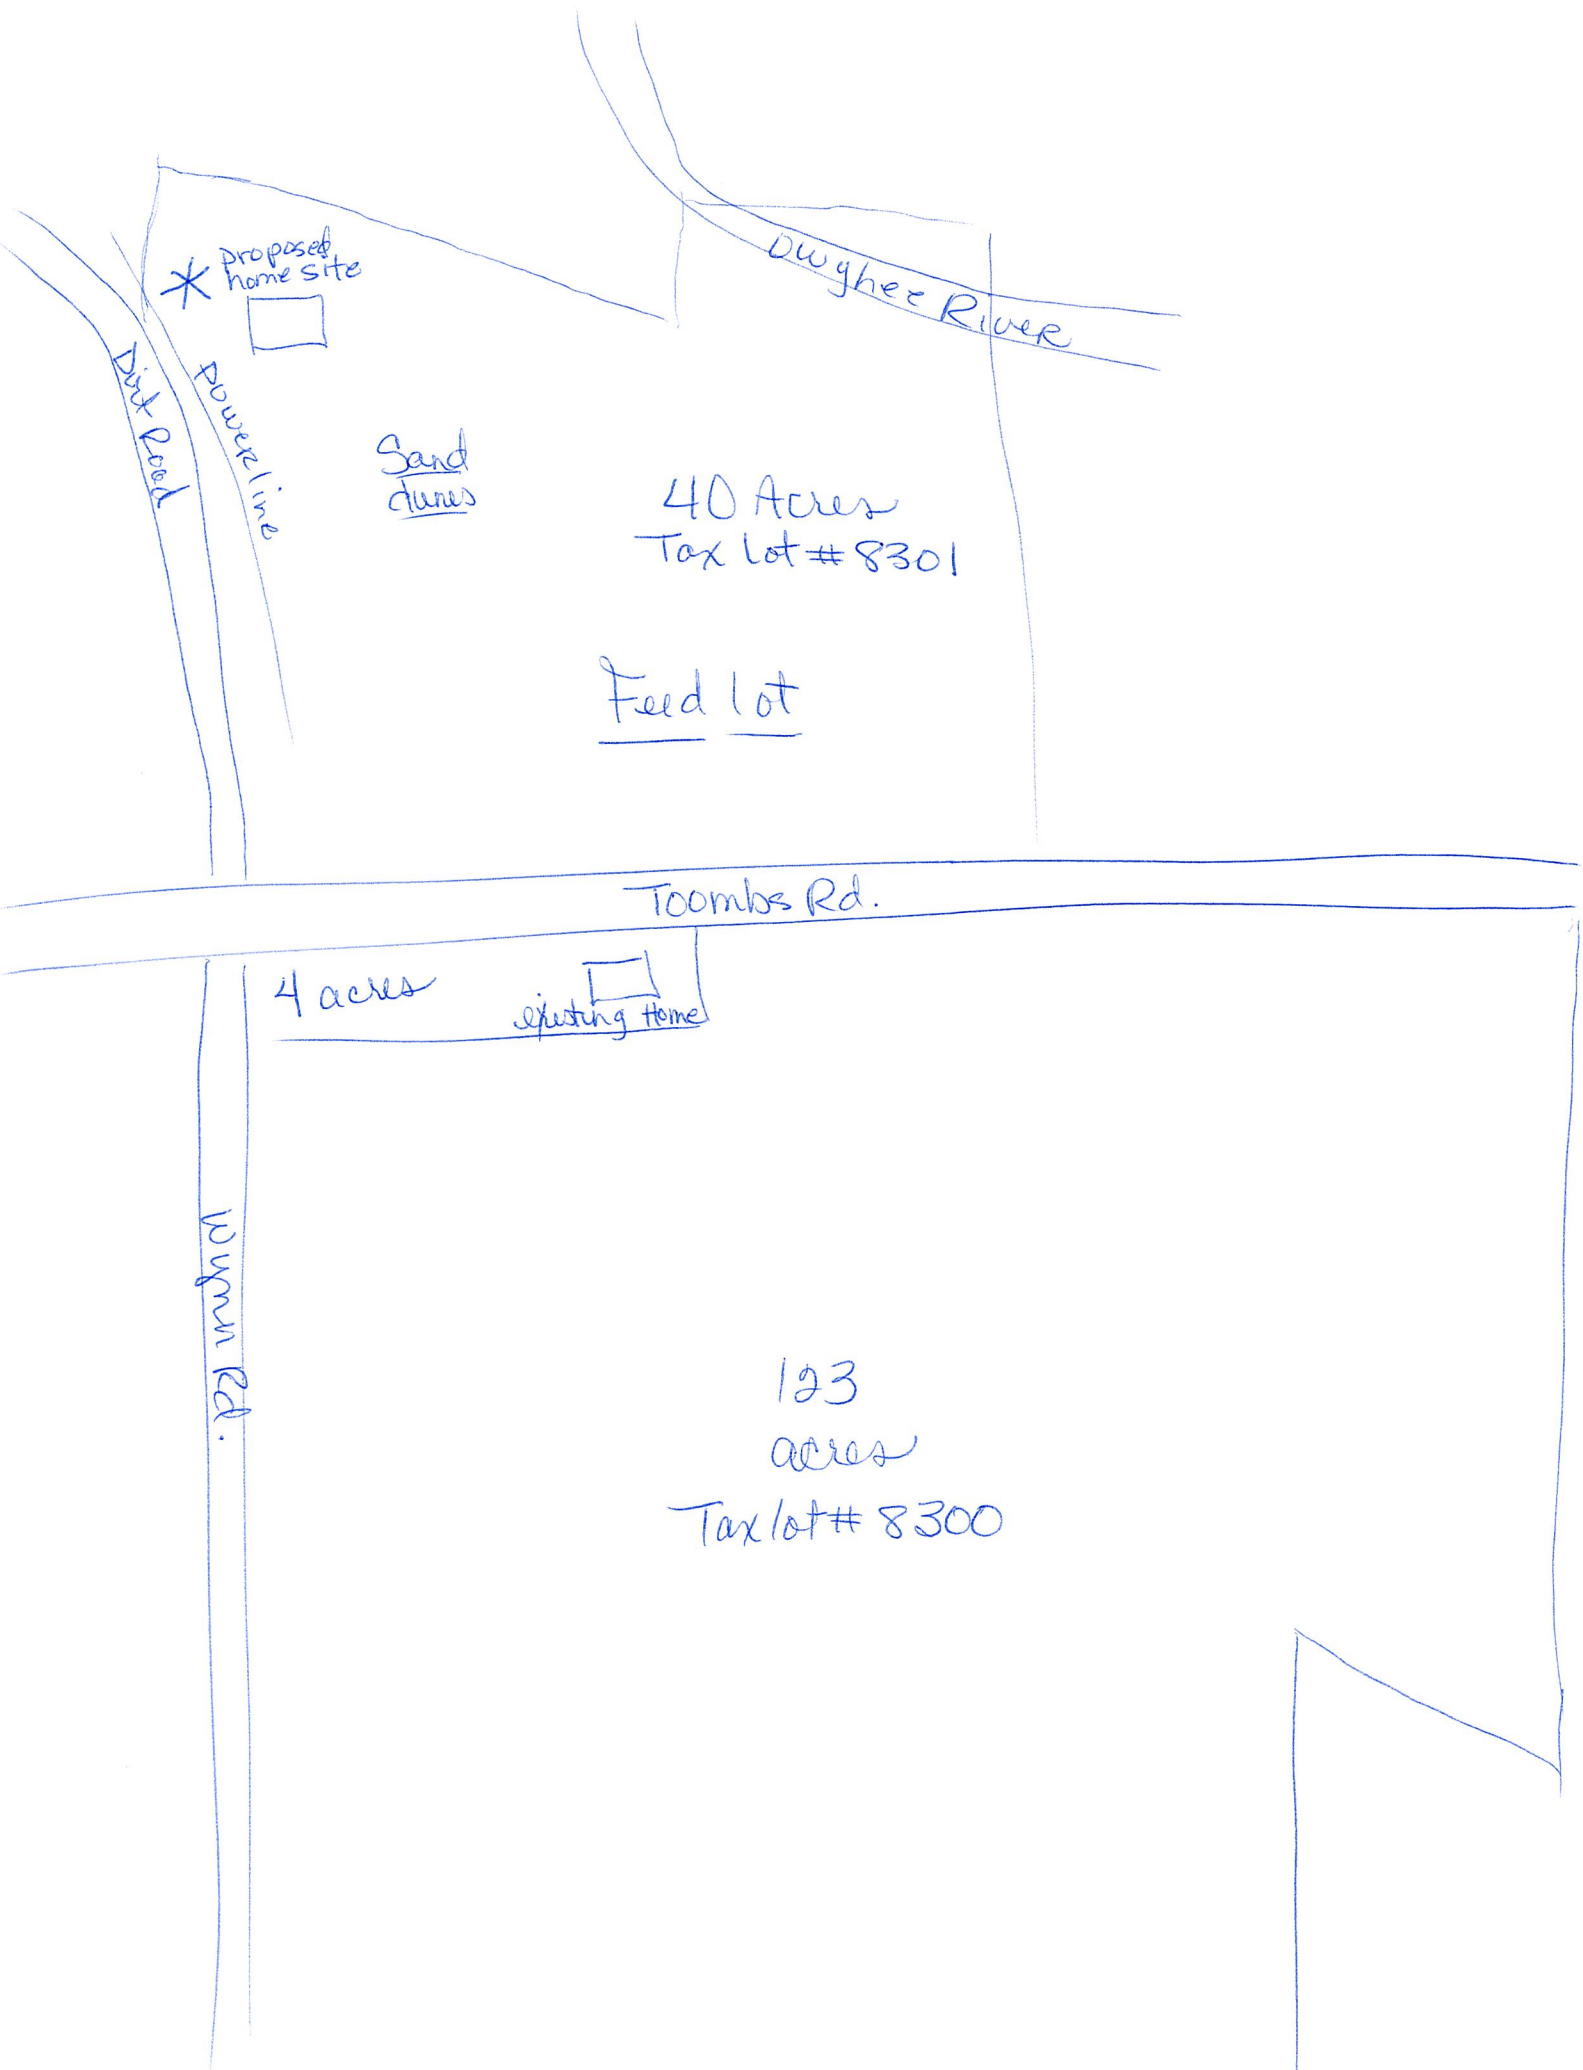 proposed
home site
Owyhee River
Dirt Road
powerline
Sand
dunes
40 Acres
Tax Lot # 8301
Feed lot
Toombs Rd.
4 acres
existing Home
Wymn Rd.
123
acres
Tax lot # 8300